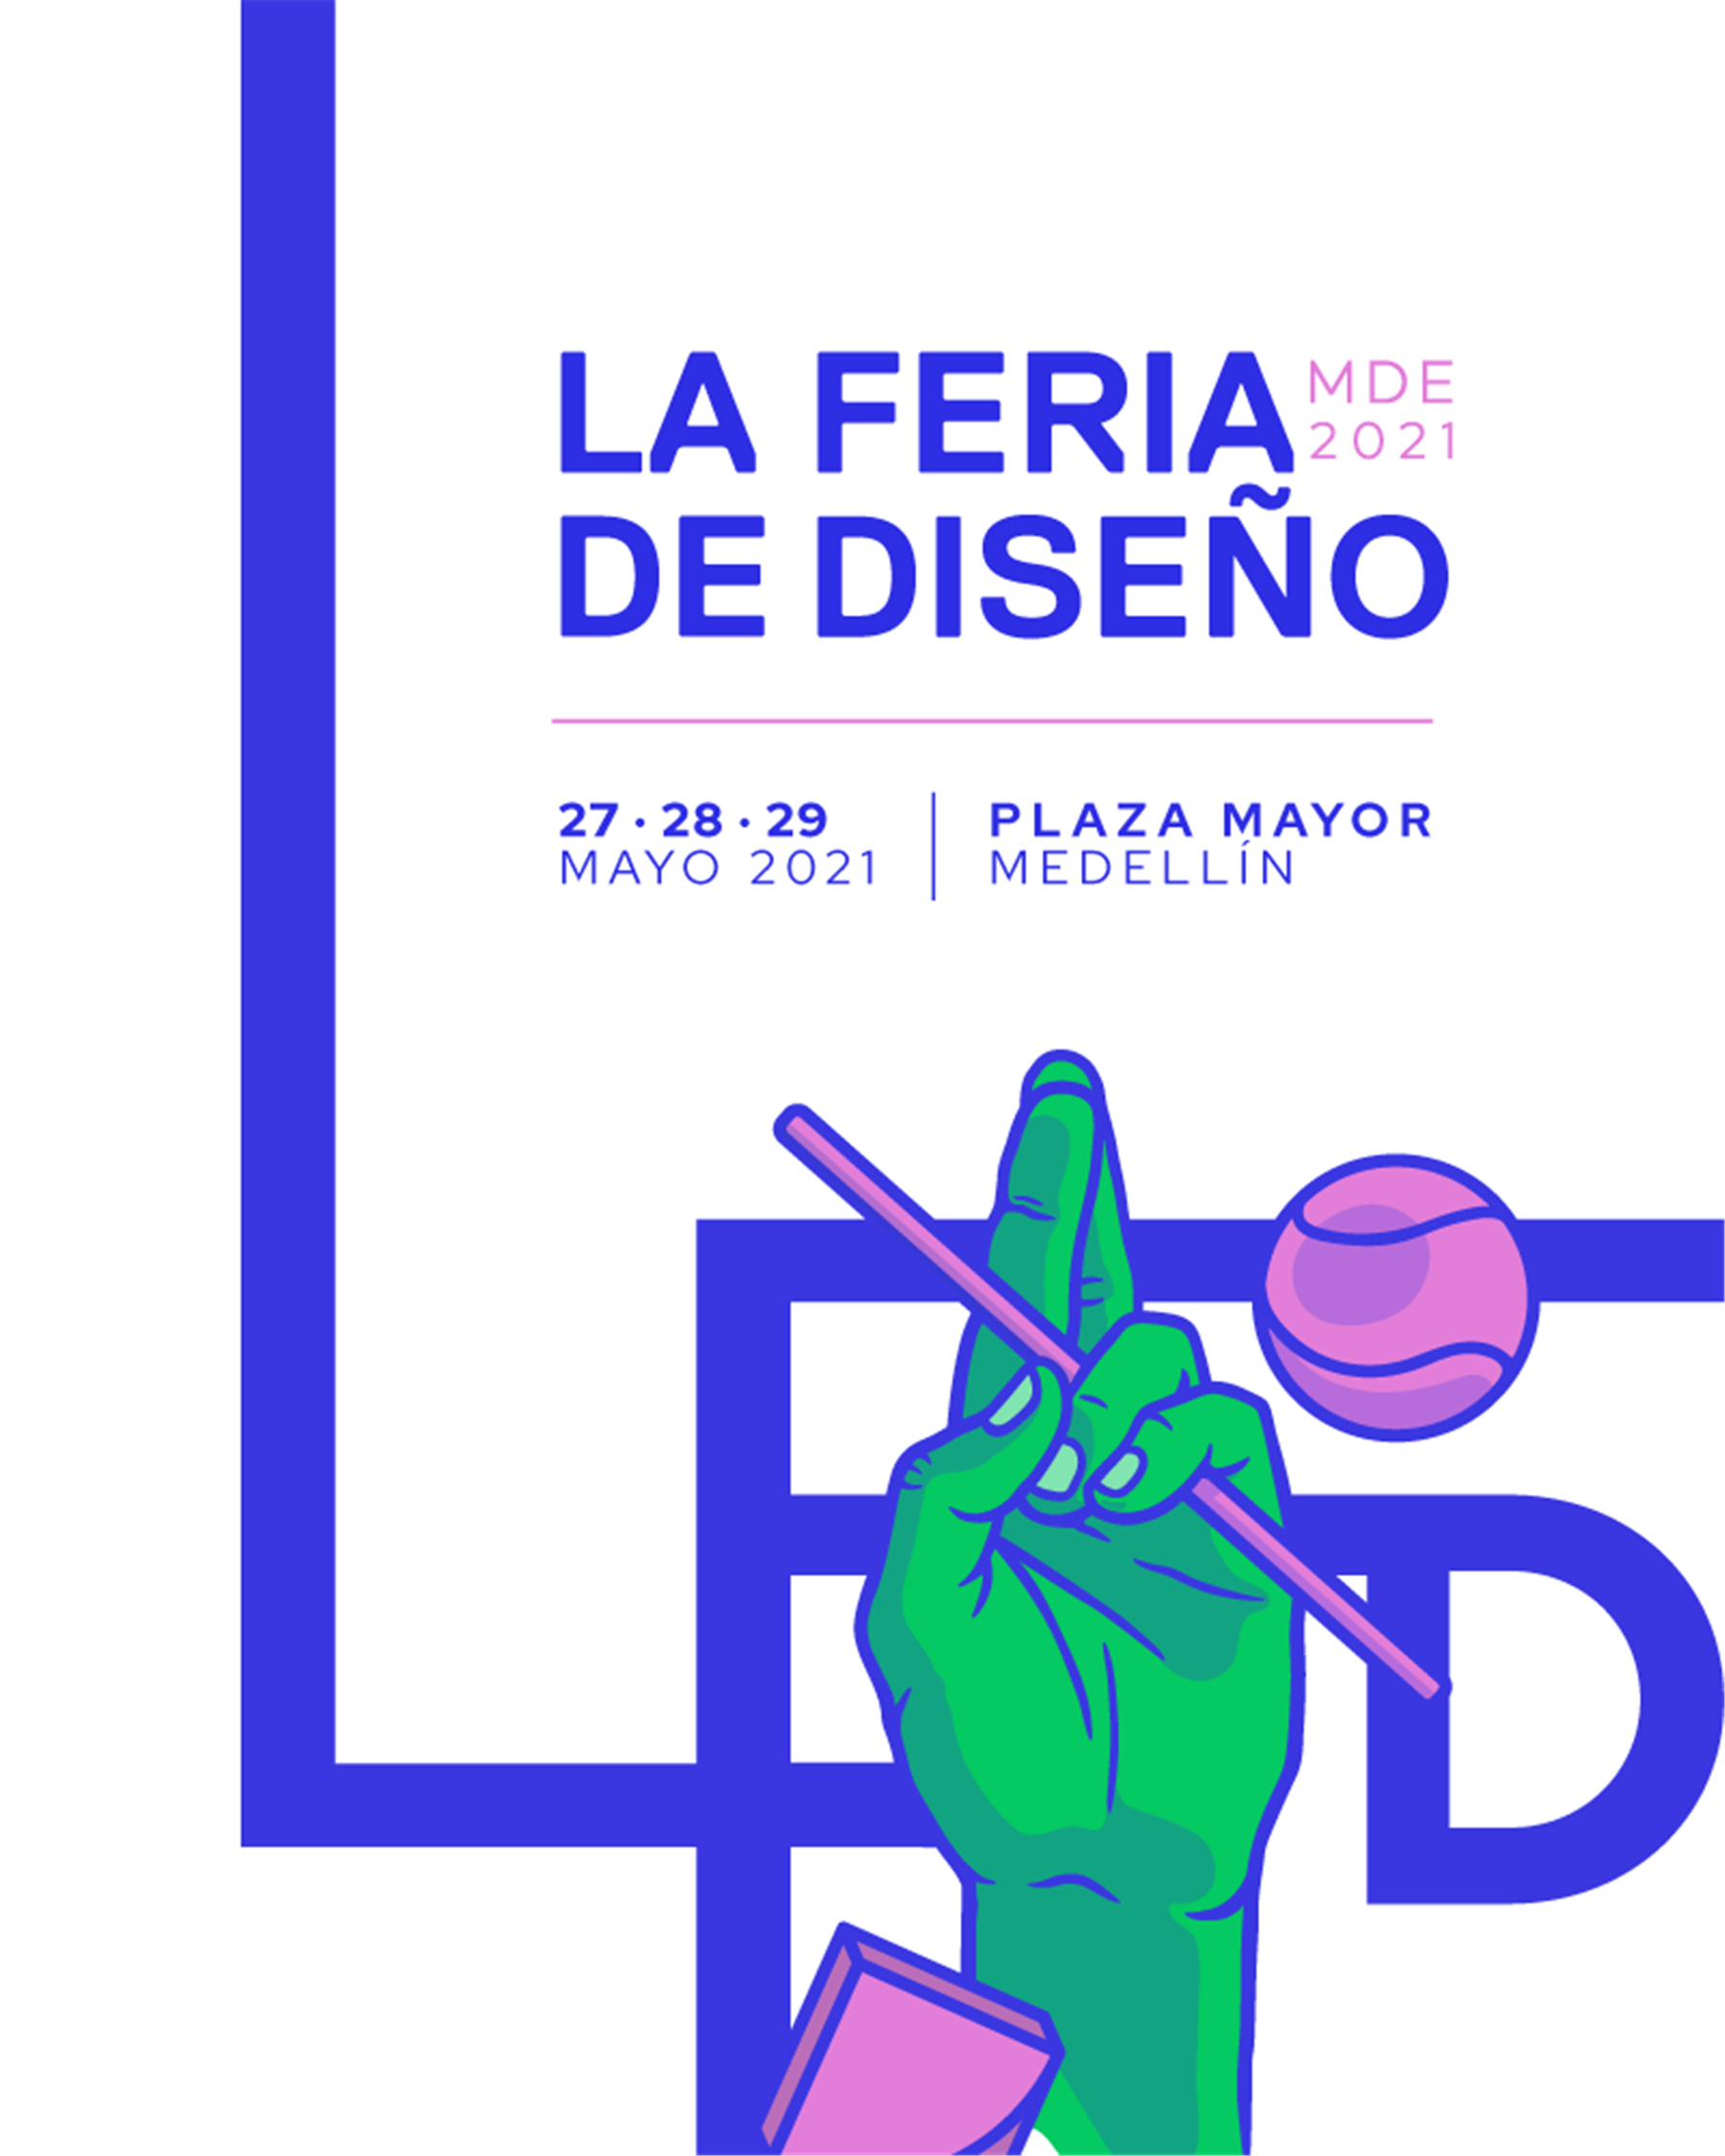 LA FERIA
MDE
2021
DE DISEÑO
27 · 28 · 29
MAYO 2021
PLAZA MAYOR
MEDELLÍN
L
F
D